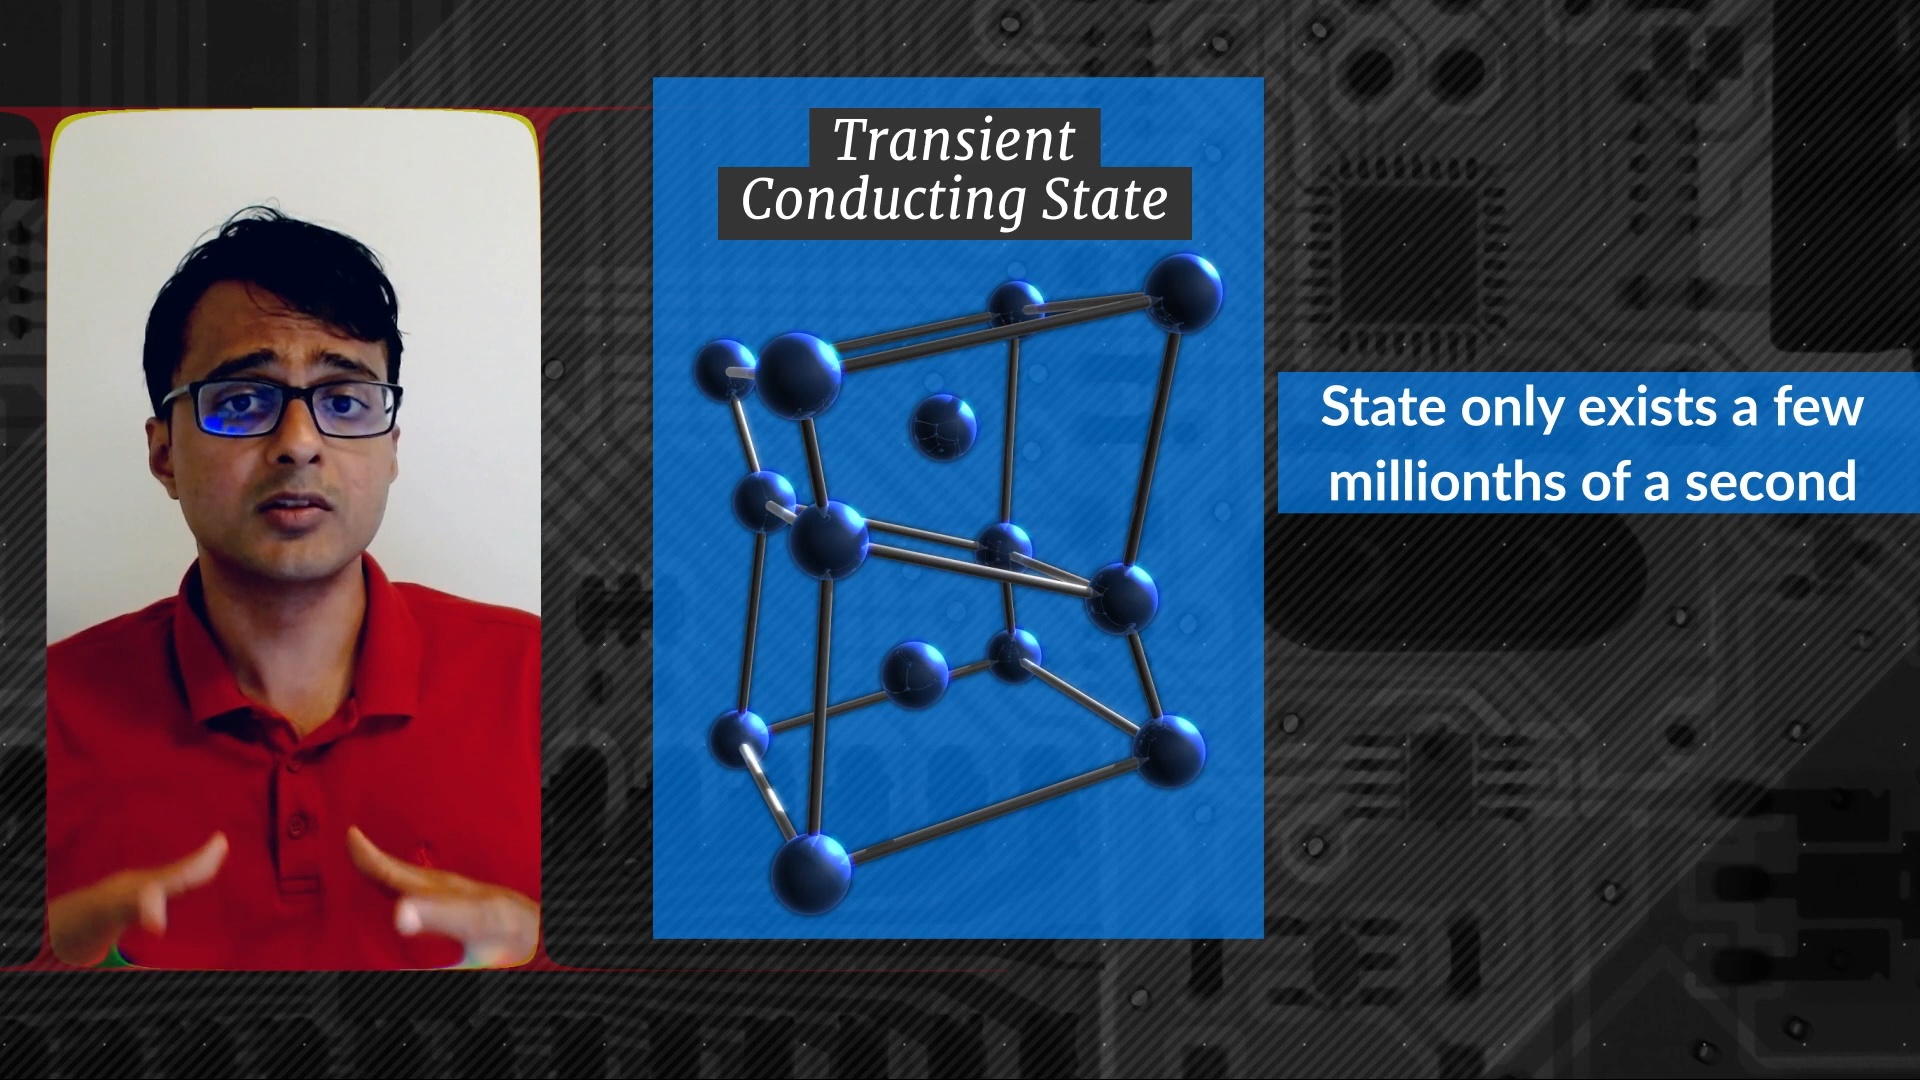 Transient
Conducting State
State only exists a few
millionths of a second